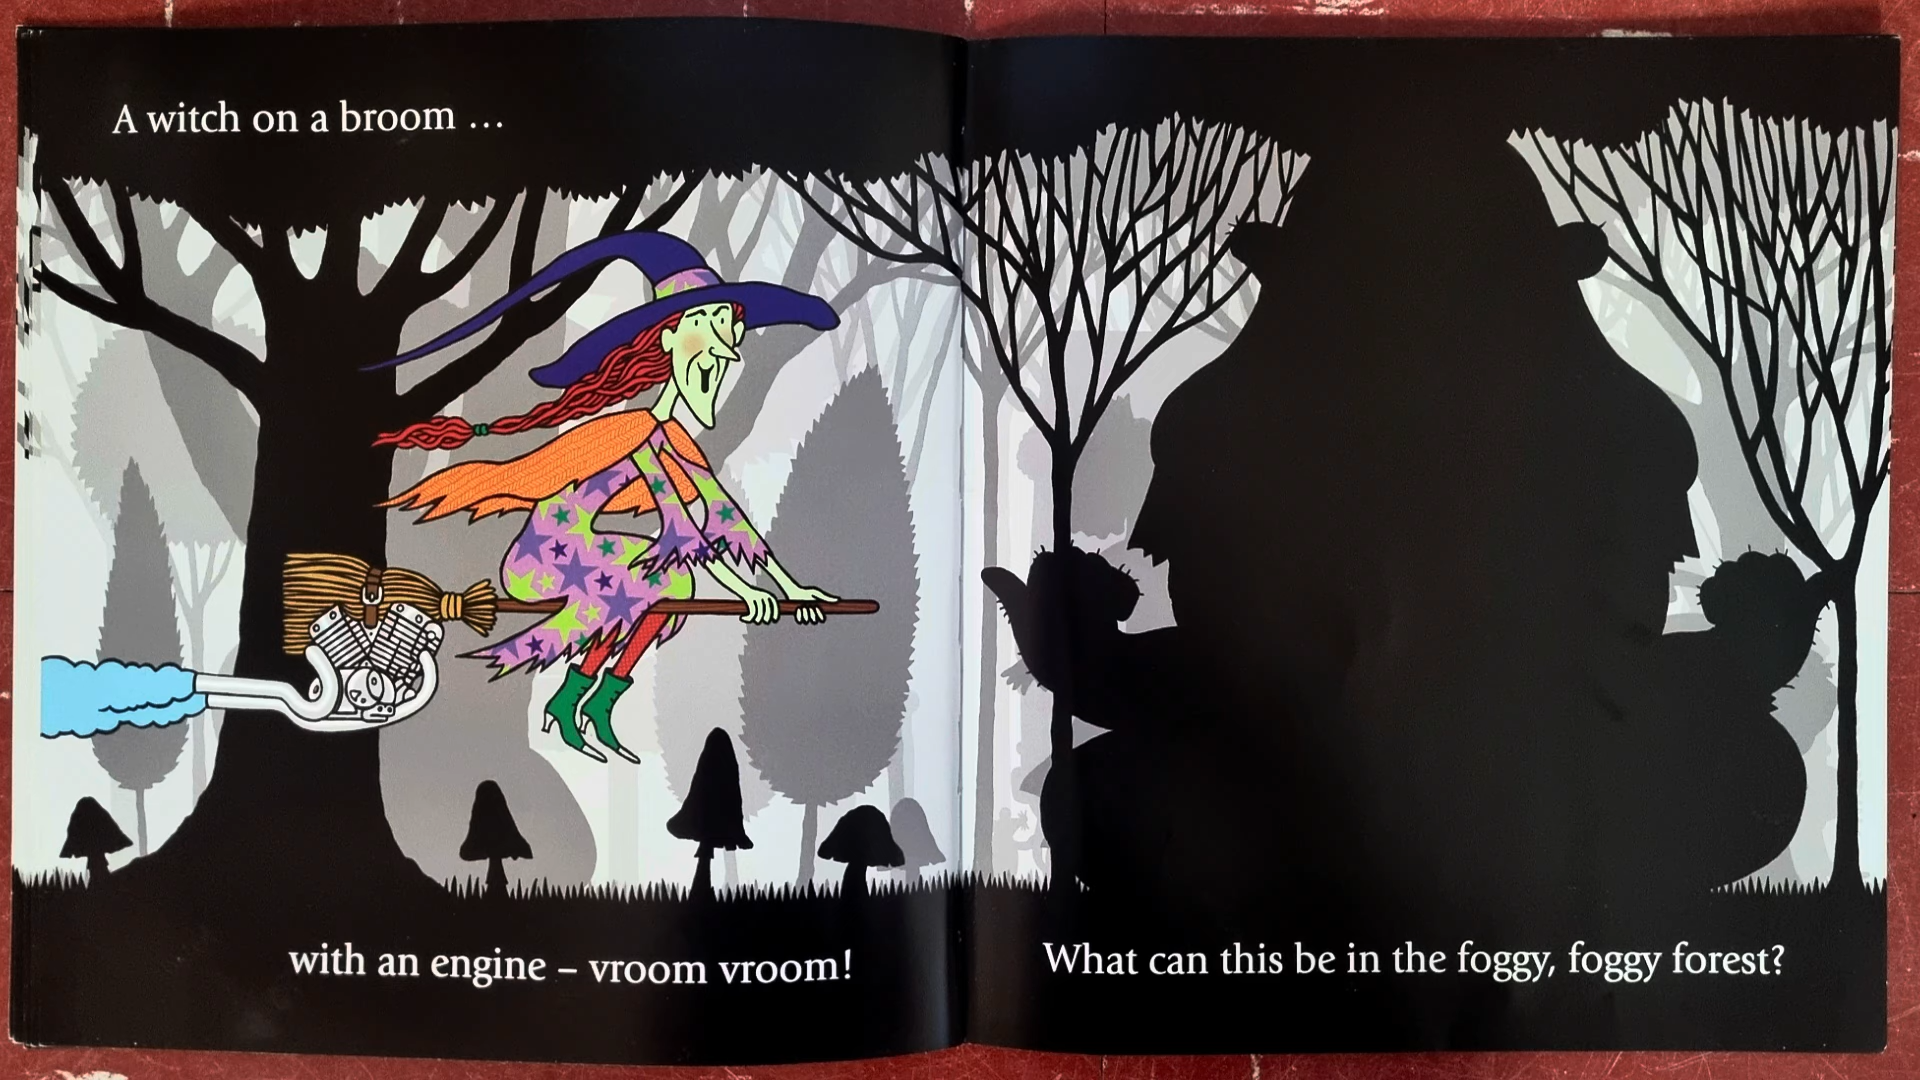 A witch on a broom …
with an engine – vroom vroom!
What can this be in the foggy, foggy forest?